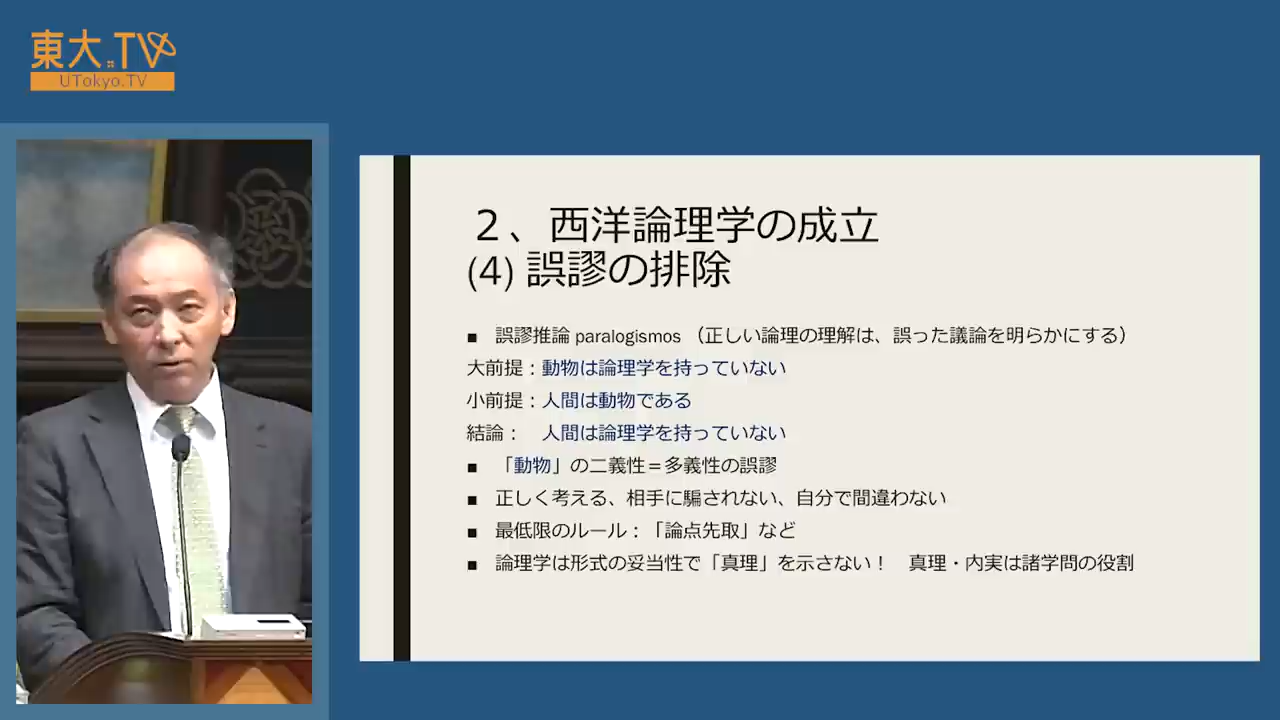 東大.TV
UTokyo.TV
２、西洋論理学の成立
(4) 誤謬の排除
■ 誤謬推論 paralogismos （正しい論理の理解は、誤った議論を明らかにする）
大前提：動物は論理学を持っていない
小前提：人間は動物である
結論：　人間は論理学を持っていない
■ 「動物」の二義性＝多義性の誤謬
■ 正しく考える、相手に騙されない、自分で間違わない
■ 最低限のルール：「論点先取」など
■ 論理学は形式の妥当性で「真理」を示さない！　真理・内実は諸学問の役割